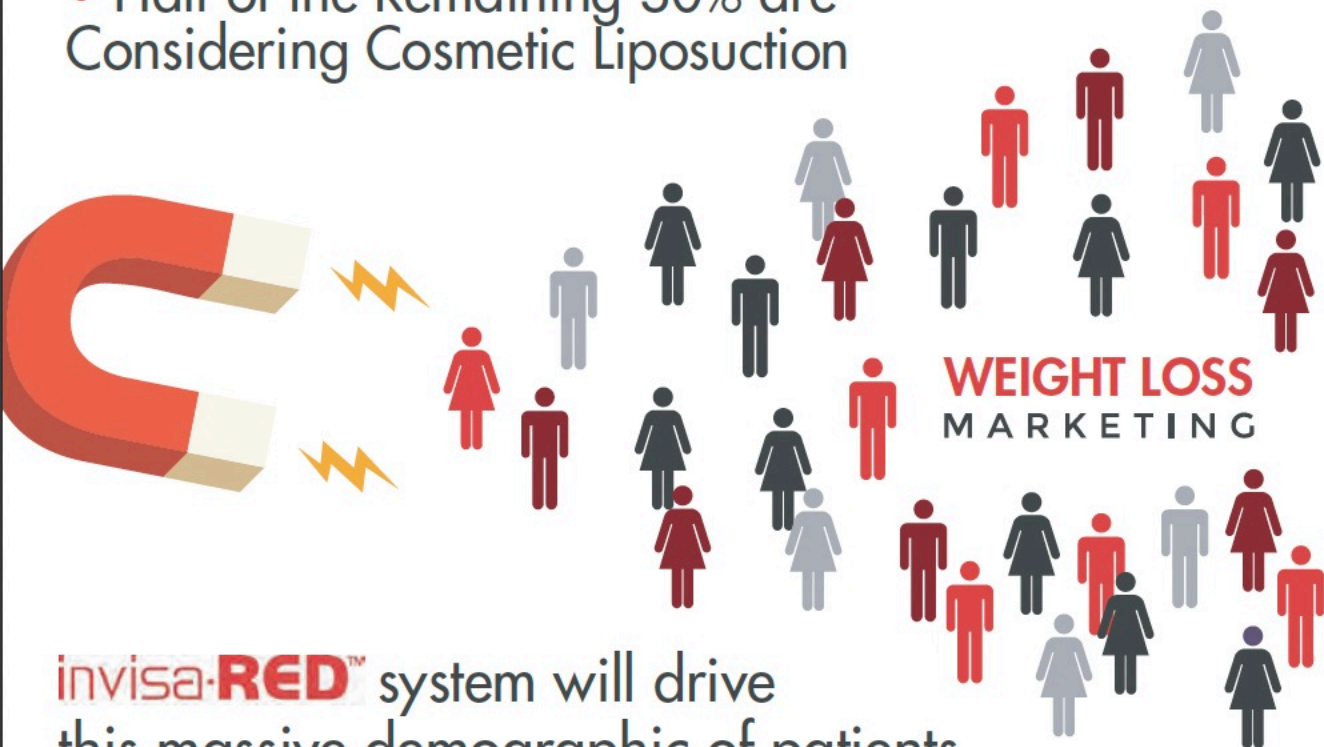 • Half of the Remaining 50% are
Considering Cosmetic Liposuction
WEIGHT LOSS
MARKETING
invisa·RED™ system will drive
this massive demographic of patients